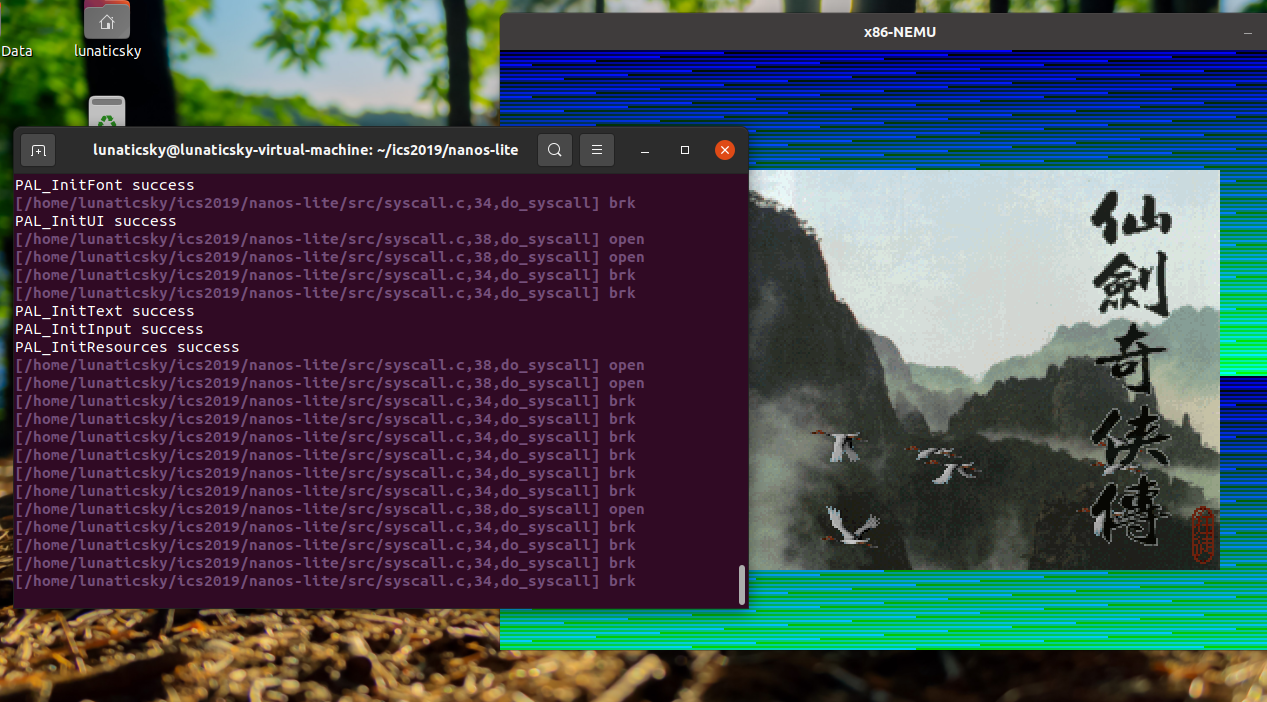 Data
lunaticsky
x86-NEMU
lunaticsky@lunaticsky-virtual-machine: ~/ics2019/nanos-lite
PAL_InitFont success
[/home/lunaticsky/ics2019/nanos-lite/src/syscall.c,34,do_syscall] brk
PAL_InitUI success
[/home/lunaticsky/ics2019/nanos-lite/src/syscall.c,38,do_syscall] open
[/home/lunaticsky/ics2019/nanos-lite/src/syscall.c,38,do_syscall] open
[/home/lunaticsky/ics2019/nanos-lite/src/syscall.c,34,do_syscall] brk
[/home/lunaticsky/ics2019/nanos-lite/src/syscall.c,34,do_syscall] brk
PAL_InitText success
PAL_InitInput success
PAL_InitResources success
[/home/lunaticsky/ics2019/nanos-lite/src/syscall.c,38,do_syscall] open
[/home/lunaticsky/ics2019/nanos-lite/src/syscall.c,38,do_syscall] open
[/home/lunaticsky/ics2019/nanos-lite/src/syscall.c,34,do_syscall] brk
[/home/lunaticsky/ics2019/nanos-lite/src/syscall.c,34,do_syscall] brk
[/home/lunaticsky/ics2019/nanos-lite/src/syscall.c,34,do_syscall] brk
[/home/lunaticsky/ics2019/nanos-lite/src/syscall.c,34,do_syscall] brk
[/home/lunaticsky/ics2019/nanos-lite/src/syscall.c,34,do_syscall] brk
[/home/lunaticsky/ics2019/nanos-lite/src/syscall.c,34,do_syscall] brk
[/home/lunaticsky/ics2019/nanos-lite/src/syscall.c,38,do_syscall] open
[/home/lunaticsky/ics2019/nanos-lite/src/syscall.c,34,do_syscall] brk
[/home/lunaticsky/ics2019/nanos-lite/src/syscall.c,34,do_syscall] brk
[/home/lunaticsky/ics2019/nanos-lite/src/syscall.c,34,do_syscall] brk
[/home/lunaticsky/ics2019/nanos-lite/src/syscall.c,34,do_syscall] brk
仙劍奇俠傳